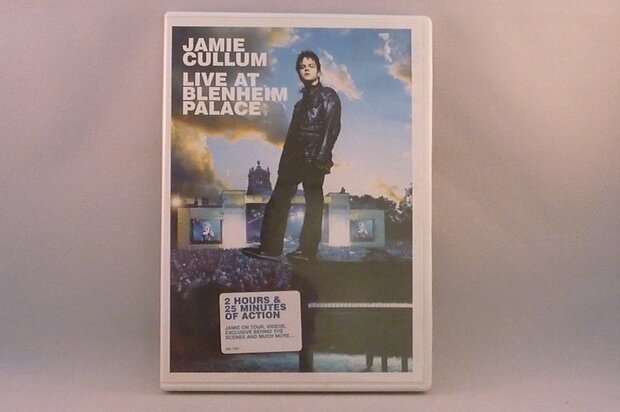 JAMIE
CULLUM
LIVE AT
BLENHEIM
PALACE
2 HOURS &
25 MINUTES
OF ACTION
JAMIE ON TOUR, VIDEOS,
EXCLUSIVE BEHIND THE
SCENES AND MUCH MORE...